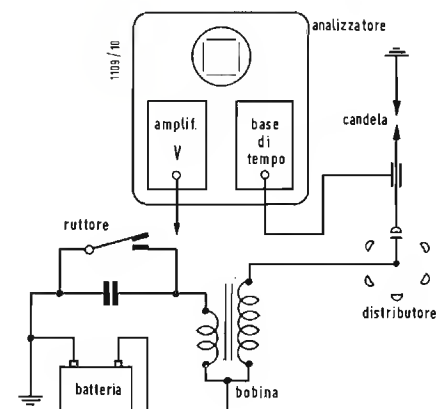 analizzatore
1109/10
amplif.
V
base
di
tempo
candela
ruttore
distributore
batteria
bobina